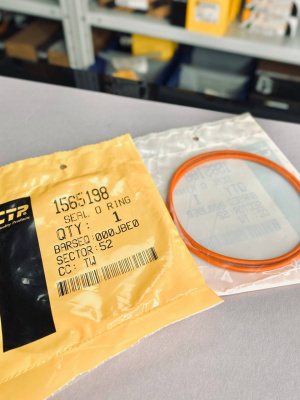 CTP
1565198
SEAL O RING
QTY: 1
BARSEQ:000JBE0
SECTOR:52
CC: TW